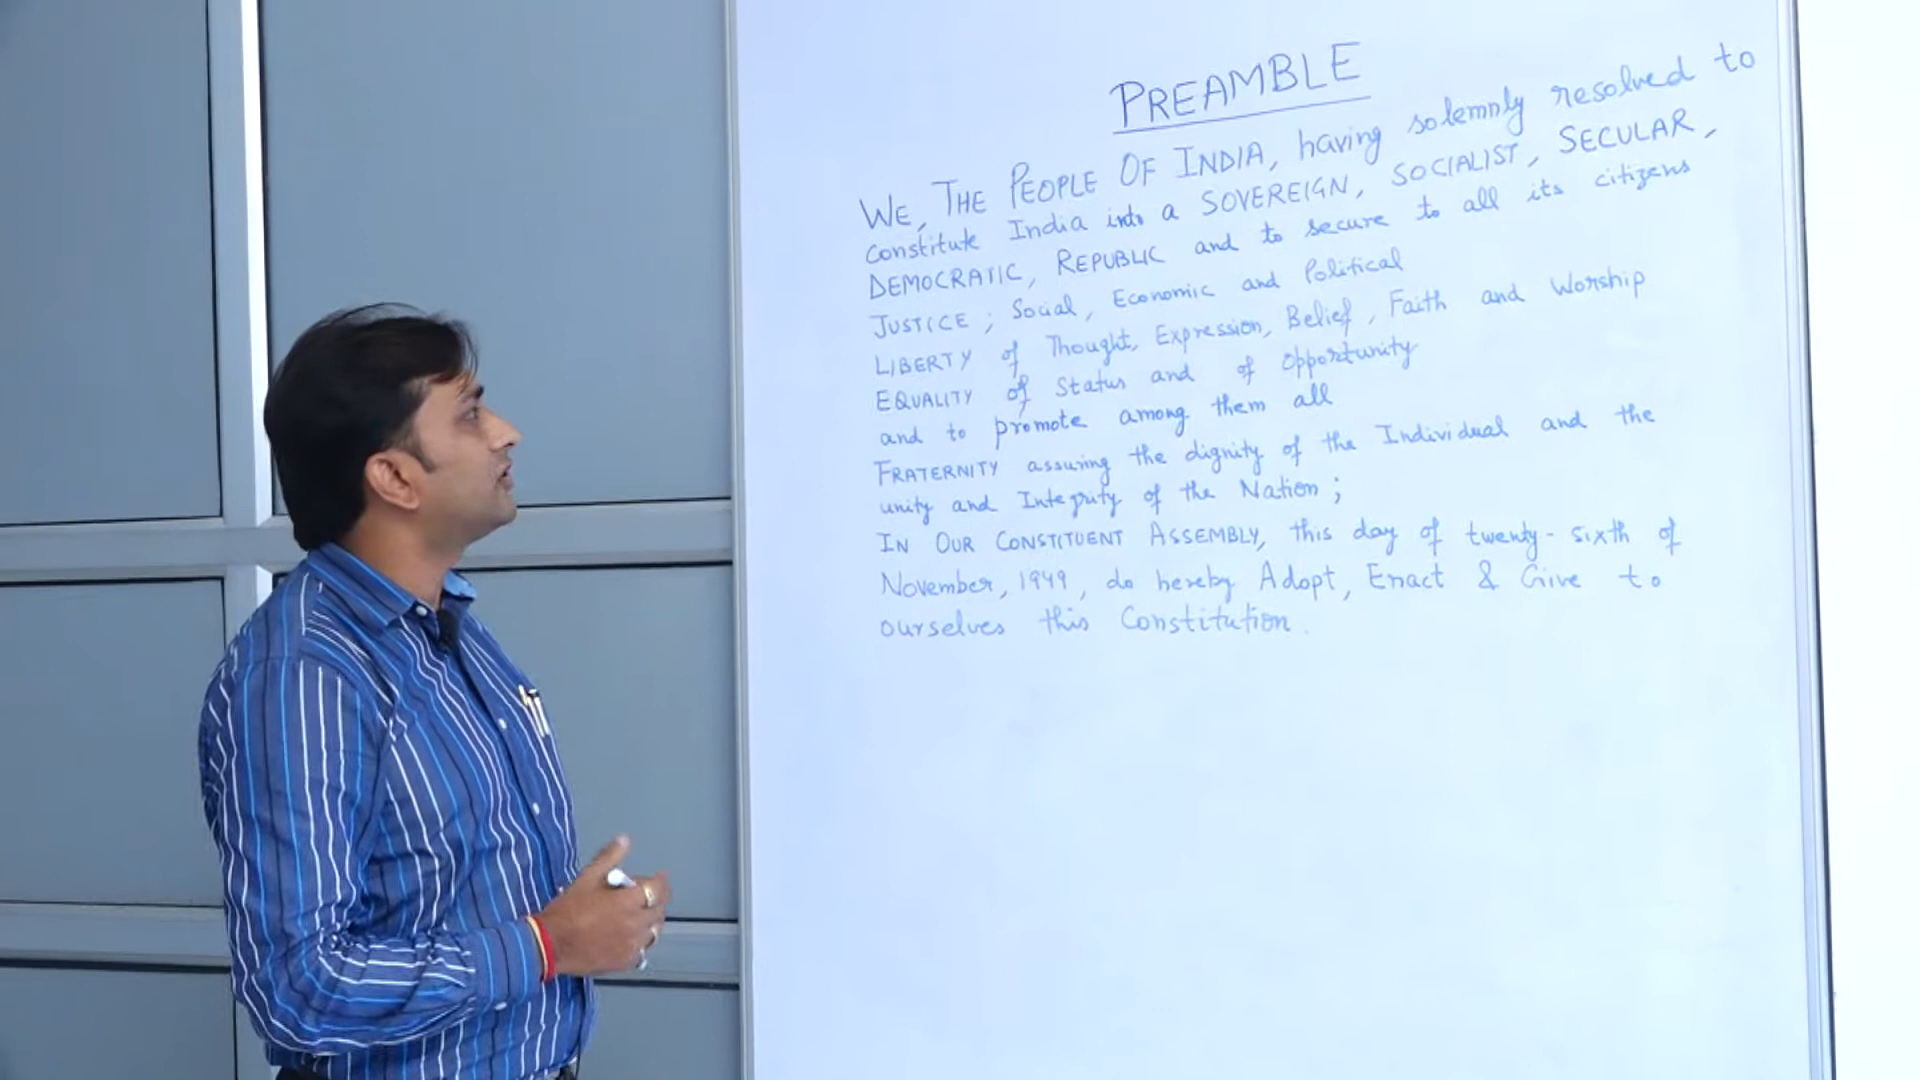 PREAMBLE
WE, THE PEOPLE OF INDIA, having solemnly resolved to
constitute India into a SOVEREIGN, SOCIALIST, SECULAR,
DEMOCRATIC, REPUBLIC and to secure to all its citizens
JUSTICE; Social, Economic and Political
LIBERTY of Thought, Expression, Belief, Faith and Worship
EQUALITY of Status and of Opportunity
and to promote among them all
FRATERNITY assuring the dignity of the Individual and the
unity and Integrity of the Nation;
IN OUR CONSTITUENT ASSEMBLY, this day of twenty-sixth of
November, 1949, do hereby Adopt, Enact & Give to
ourselves this Constitution.